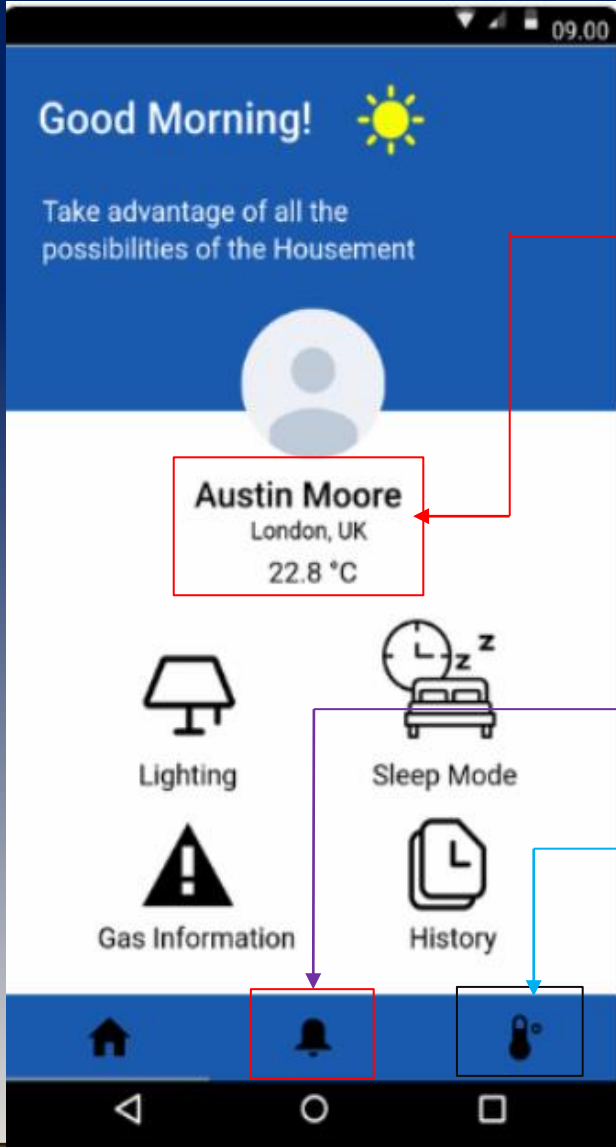 09.00
Good Morning!
Take advantage of all the
possibilities of the Housement
Austin Moore
London, UK
22.8 °C
z z
Lighting
Sleep Mode
Gas Information
History